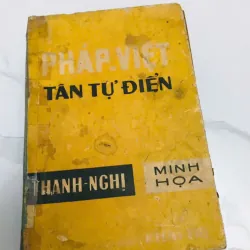 PHÁP-VIỆT
TÂN TỰ ĐIỂN
THANH-NGHỊ
MINH
HỌA